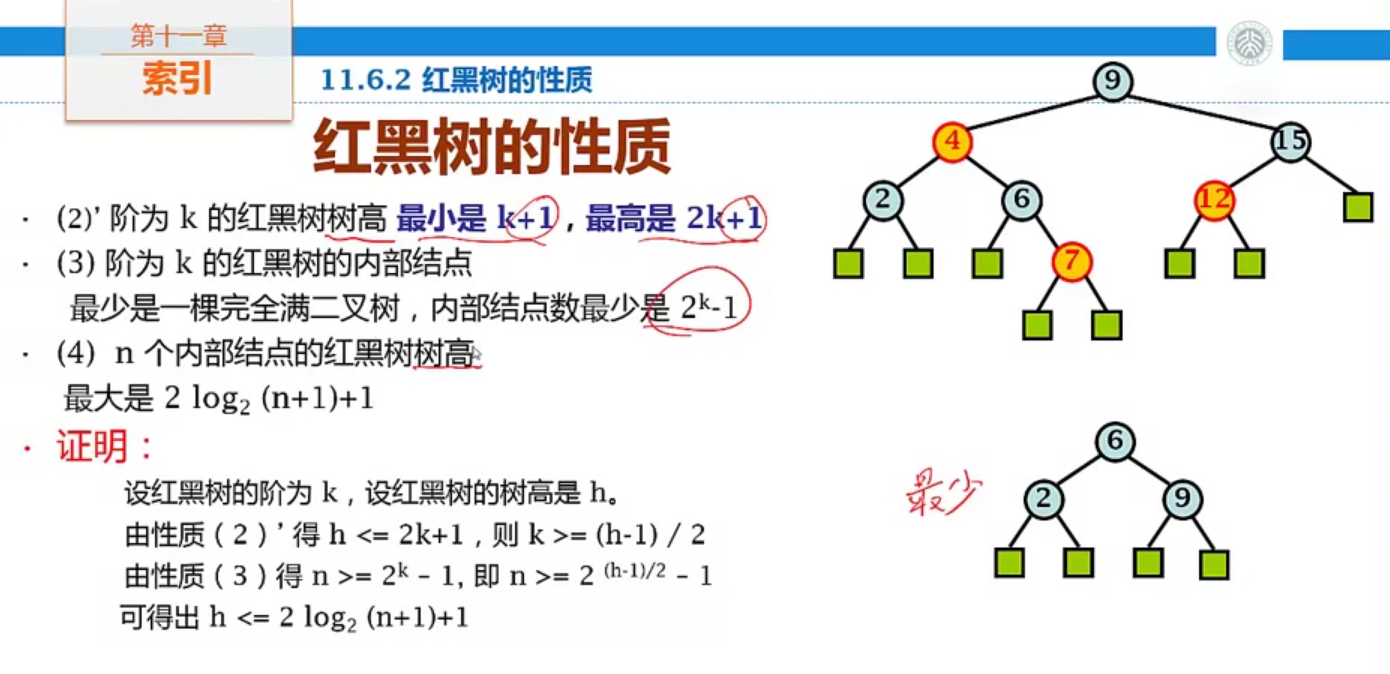 第十一章
索引
11.6.2 红黑树的性质
红黑树的性质
· (2)’ 阶为 k 的红黑树树高 最小是 k+1，最高是 2k+1
· (3) 阶为 k 的红黑树的内部结点
最少是一棵完全满二叉树，内部结点数最少是 2ᵏ-1
· (4) n 个内部结点的红黑树树高
最大是 2 log₂ (n+1)+1
· 证明：
设红黑树的阶为 k，设红黑树的树高是 h。
由性质（2）’得 h <= 2k+1，则 k >= (h-1) / 2
由性质（3）得 n >= 2ᵏ – 1, 即 n >= 2 ⁽ʰ⁻¹⁾ᐟ² – 1
可得出 h <= 2 log₂ (n+1)+1
9
4
15
2
6
12
7
6
最少
2
9